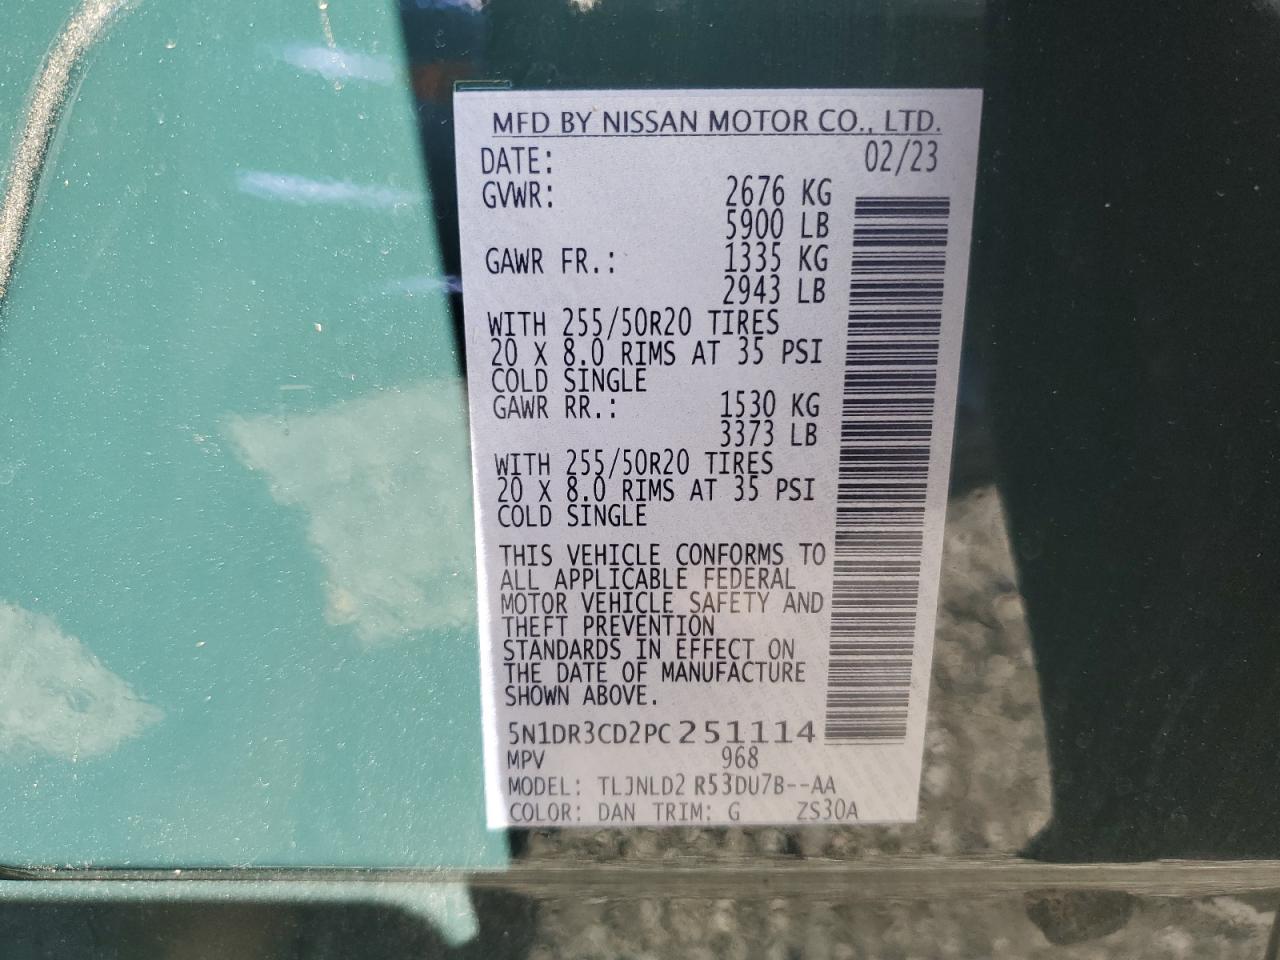 MFD BY NISSAN MOTOR CO., LTD.
DATE: 02/23
GVWR: 2676 KG
5900 LB
GAWR FR.: 1335 KG
2943 LB
WITH 255/50R20 TIRES
20 X 8.0 RIMS AT 35 PSI
COLD SINGLE
GAWR RR.: 1530 KG
3373 LB
WITH 255/50R20 TIRES
20 X 8.0 RIMS AT 35 PSI
COLD SINGLE
THIS VEHICLE CONFORMS TO
ALL APPLICABLE FEDERAL
MOTOR VEHICLE SAFETY AND
THEFT PREVENTION
STANDARDS IN EFFECT ON
THE DATE OF MANUFACTURE
SHOWN ABOVE.
5N1DR3CD2PC251114
MPV 968
MODEL: TLJNLD2 R53DU7B--AA
COLOR: DAN TRIM: G ZS30A